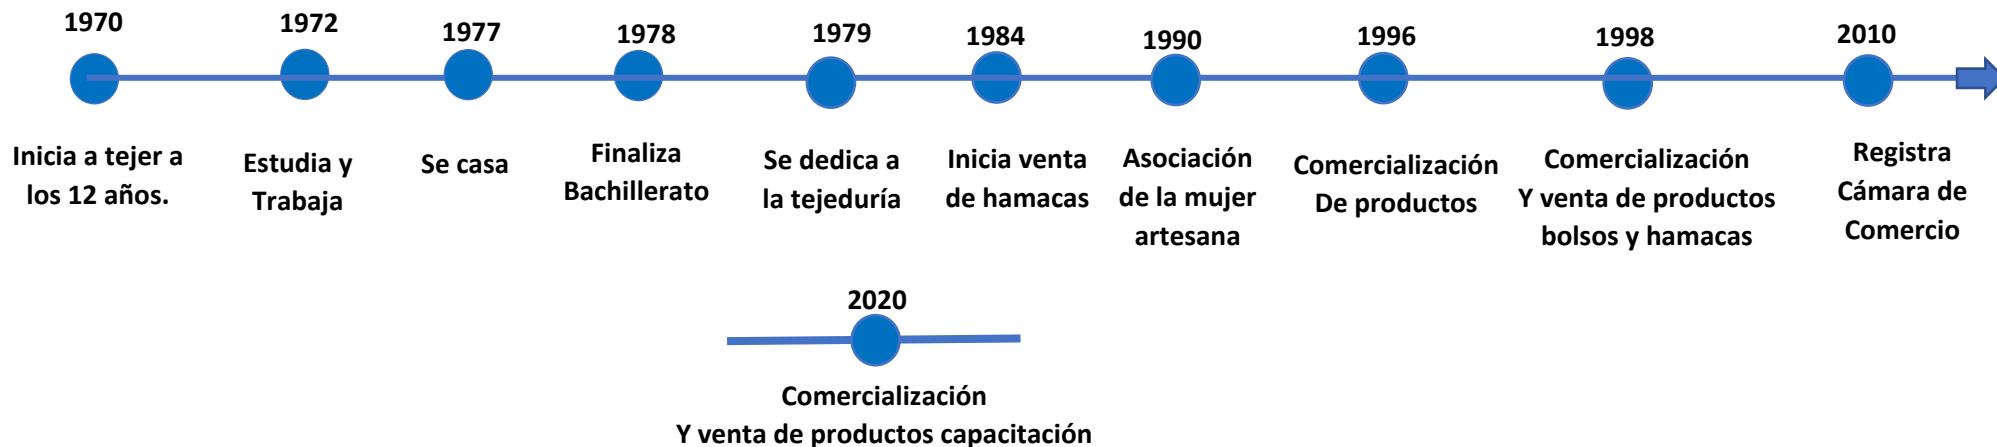 1970
Inicia a tejer a
los 12 años.
1972
Estudia y
Trabaja
1977
Se casa
1978
Finaliza
Bachillerato
1979
Se dedica a
la tejeduría
1984
Inicia venta
de hamacas
1990
Asociación
de la mujer
artesana
1996
Comercialización
De productos
1998
Comercialización
Y venta de productos
bolsos y hamacas
2010
Registra
Cámara de
Comercio
2020
Comercialización
Y venta de productos capacitación